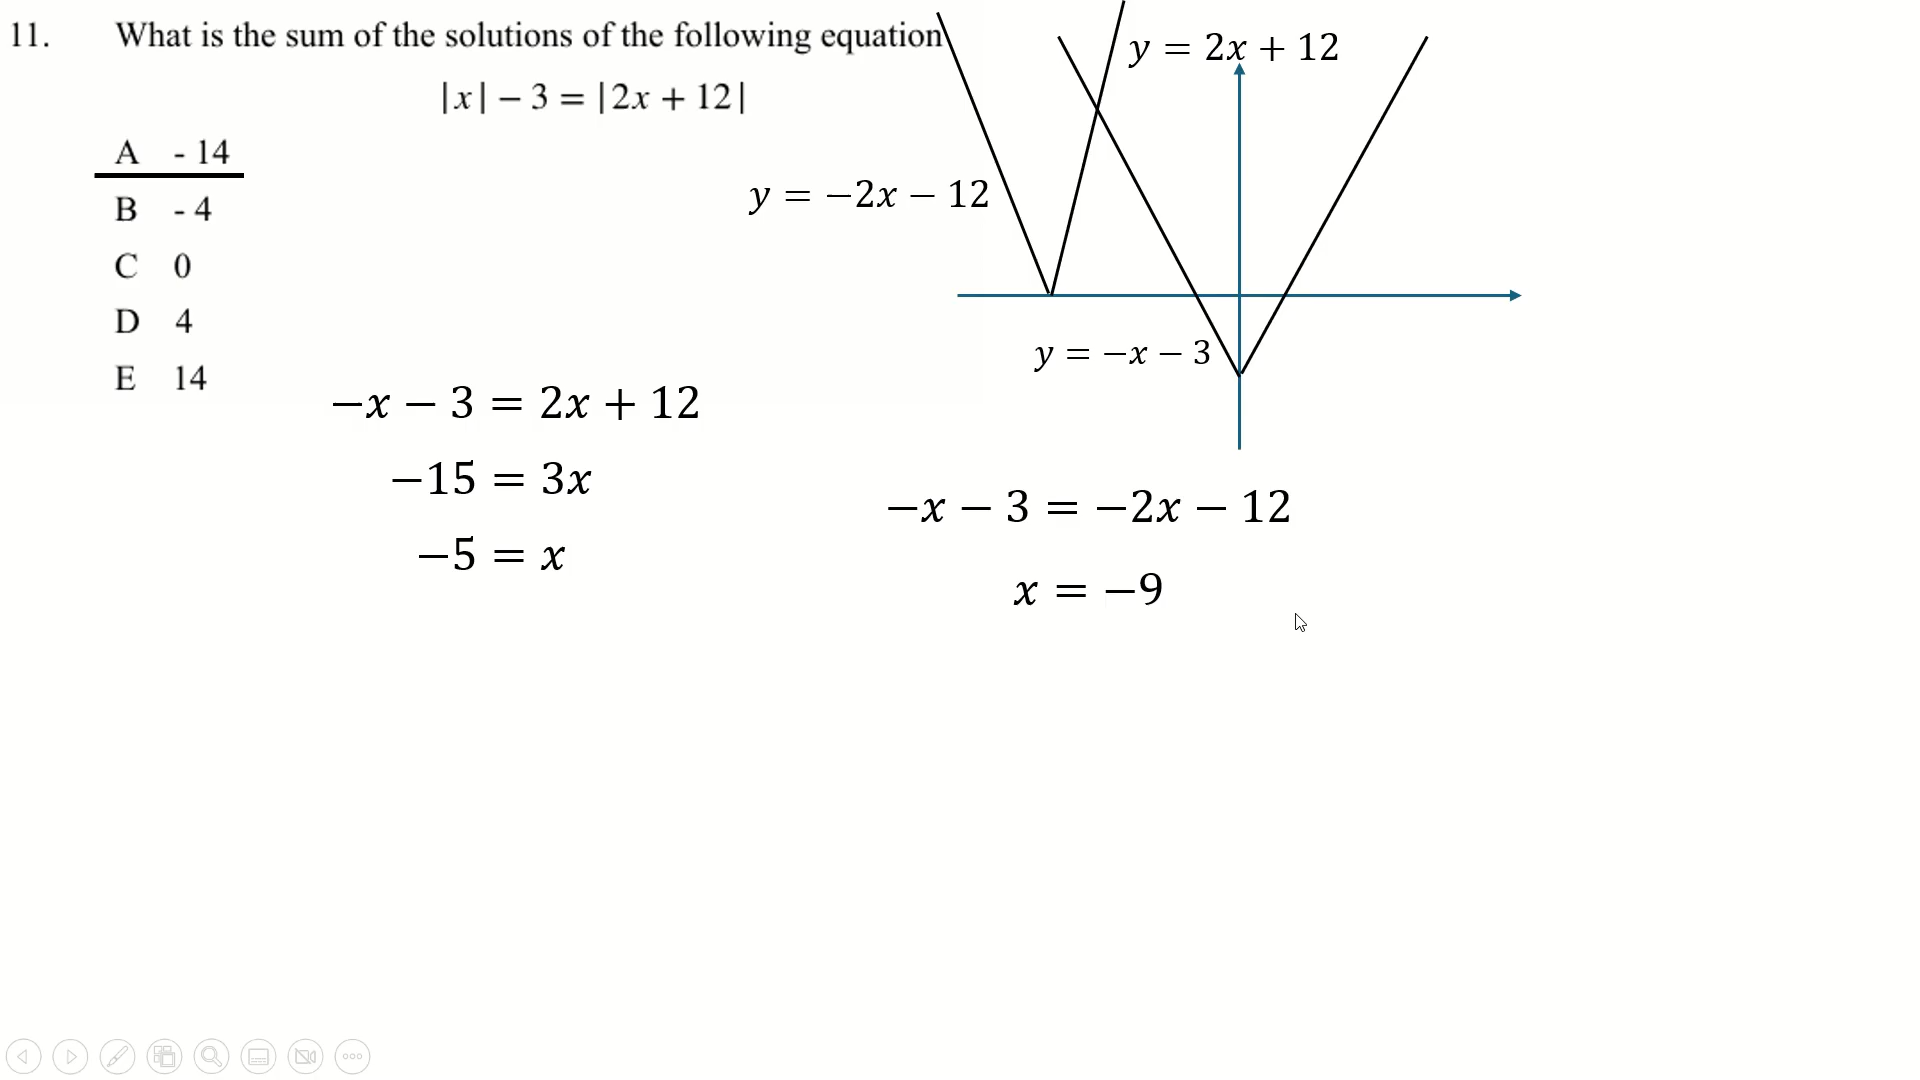 11. What is the sum of the solutions of the following equation
|x| − 3 = |2x + 12|
A - 14
B - 4
C 0
D 4
E 14
y = 2x + 12
y = −2x − 12
y = −x − 3
−x − 3 = 2x + 12
−15 = 3x
−5 = x
−x − 3 = −2x − 12
x = −9